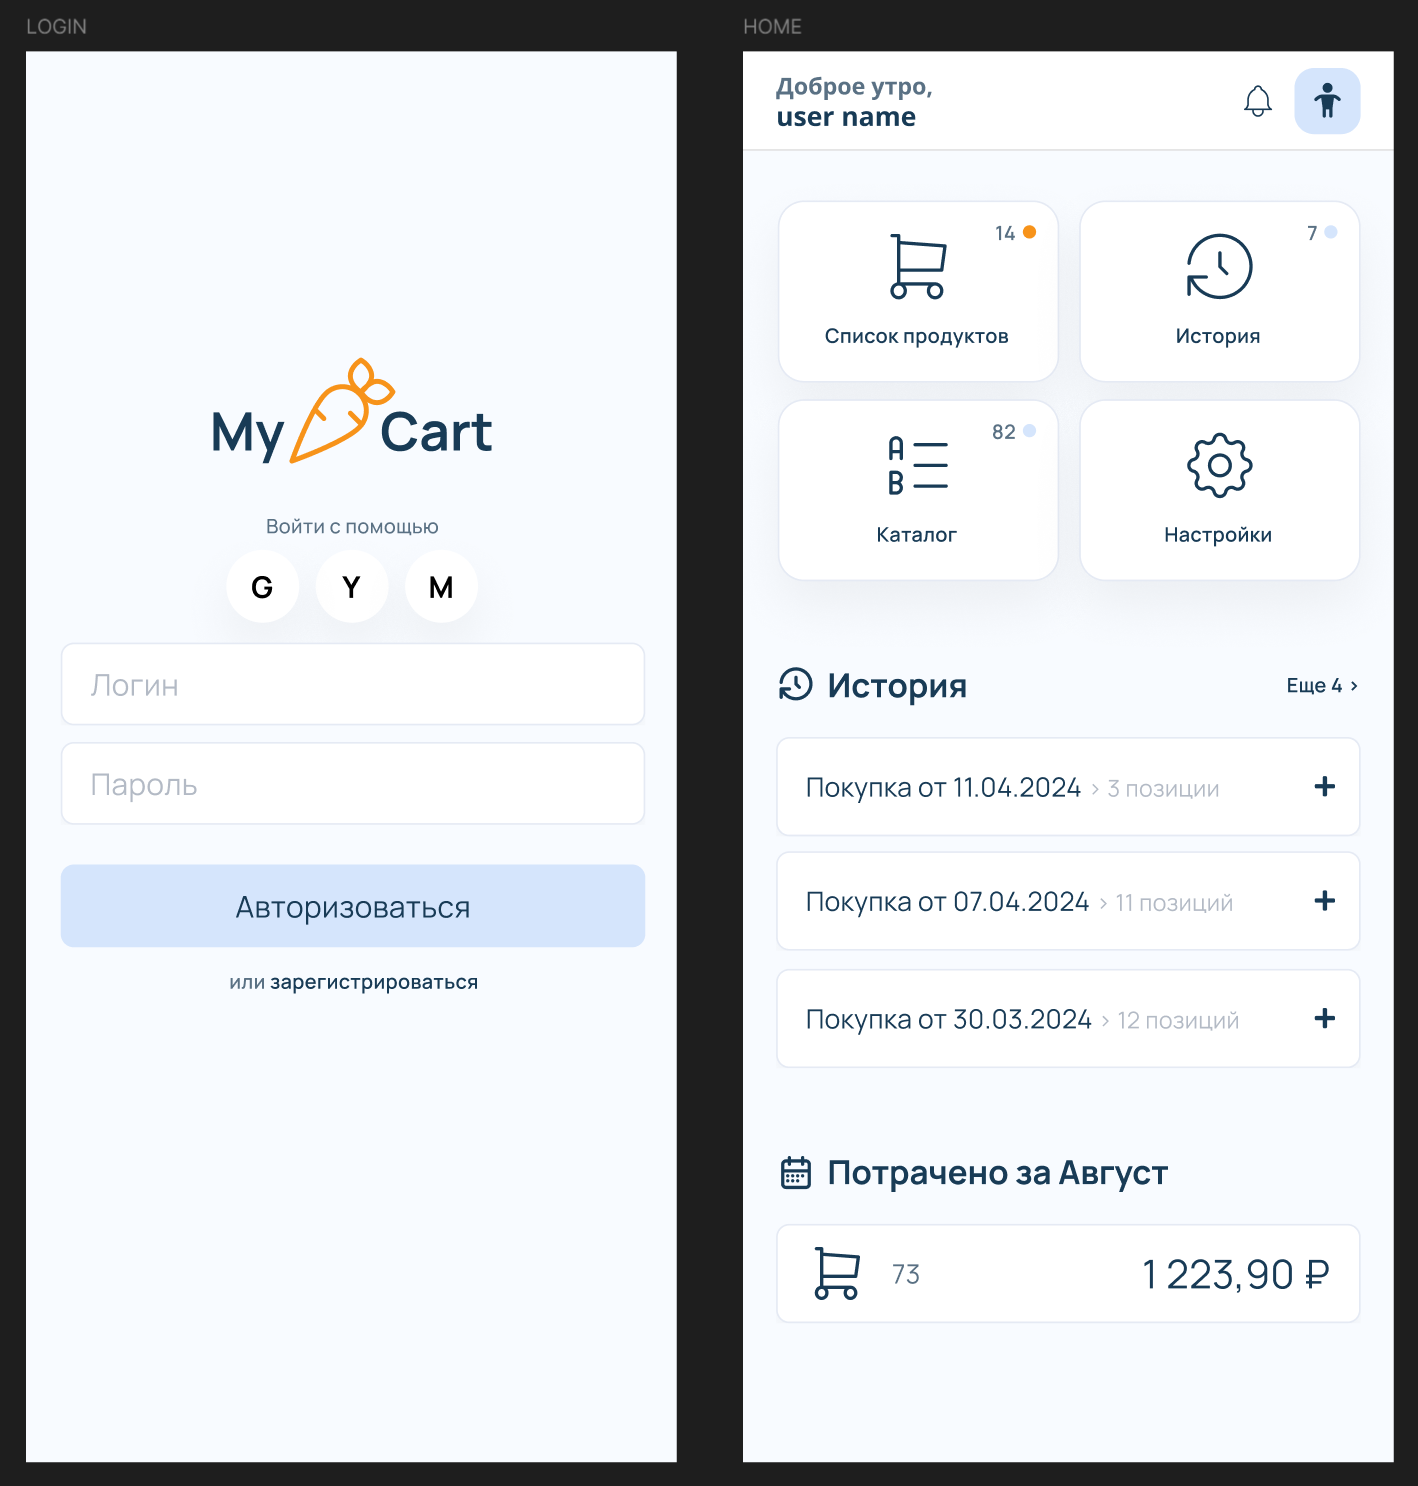 LOGIN
My Cart
Войти с помощью
G Y M
Логин
Пароль
Авторизоваться
или зарегистрироваться
HOME
Доброе утро,
user name
14
Список продуктов
7
История
82
A
B
Каталог
Настройки
История
Еще 4 >
Покупка от 11.04.2024 > 3 позиции +
Покупка от 07.04.2024 > 11 позиций +
Покупка от 30.03.2024 > 12 позиций +
Потрачено за Август
73
1 223,90 ₽